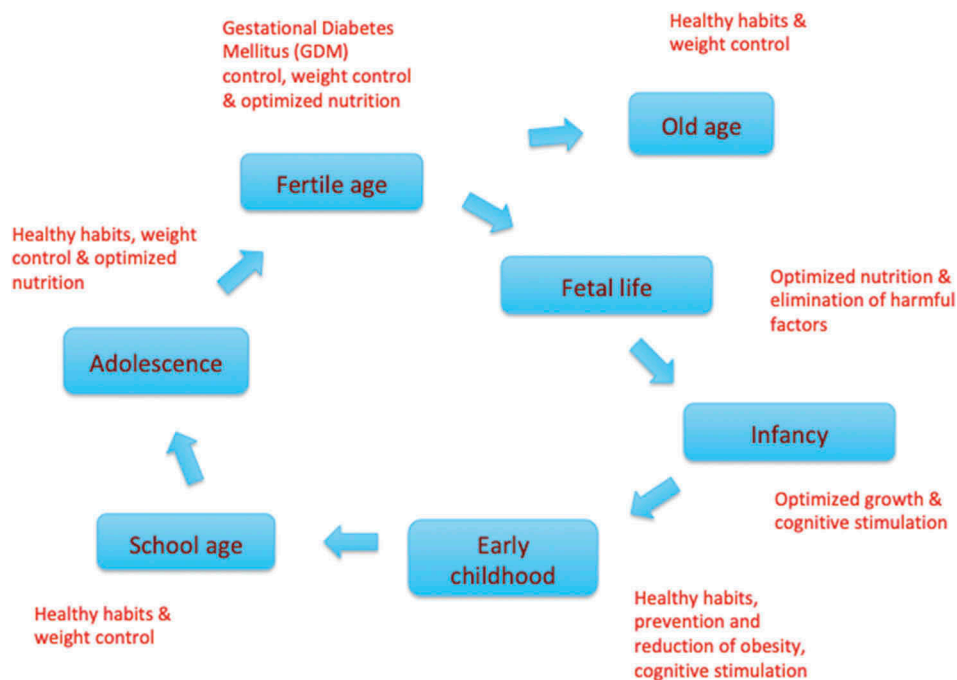 Gestational Diabetes
Mellitus (GDM)
control, weight control
& optimized nutrition
Healthy habits &
weight control
Old age
Fertile age
Healthy habits, weight
control & optimized
nutrition
Fetal life
Optimized nutrition &
elimination of harmful
factors
Adolescence
Infancy
Optimized growth &
cognitive stimulation
School age
Early
childhood
Healthy habits &
weight control
Healthy habits,
prevention and
reduction of obesity,
cognitive stimulation